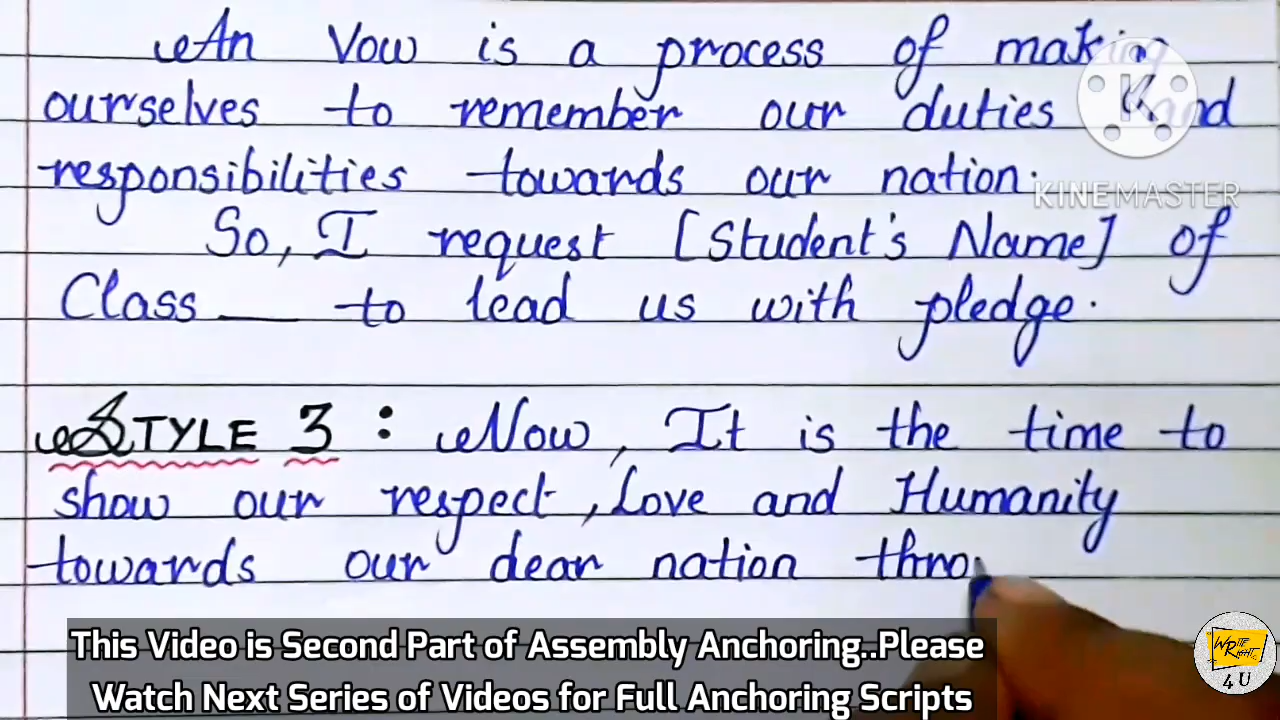 An Vow is a process of making
ourselves to remember our duties and
responsibilities towards our nation.
KINEMASTER
So, I request [Student's Name] of
Class ___ to lead us with pledge.
STYLE 3 : Now, It is the time to
show our respect, Love and Humanity
towards our dear nation thro
This Video is Second Part of Assembly Anchoring..Please
Watch Next Series of Videos for Full Anchoring Scripts
WRITE RIGHT
4 U